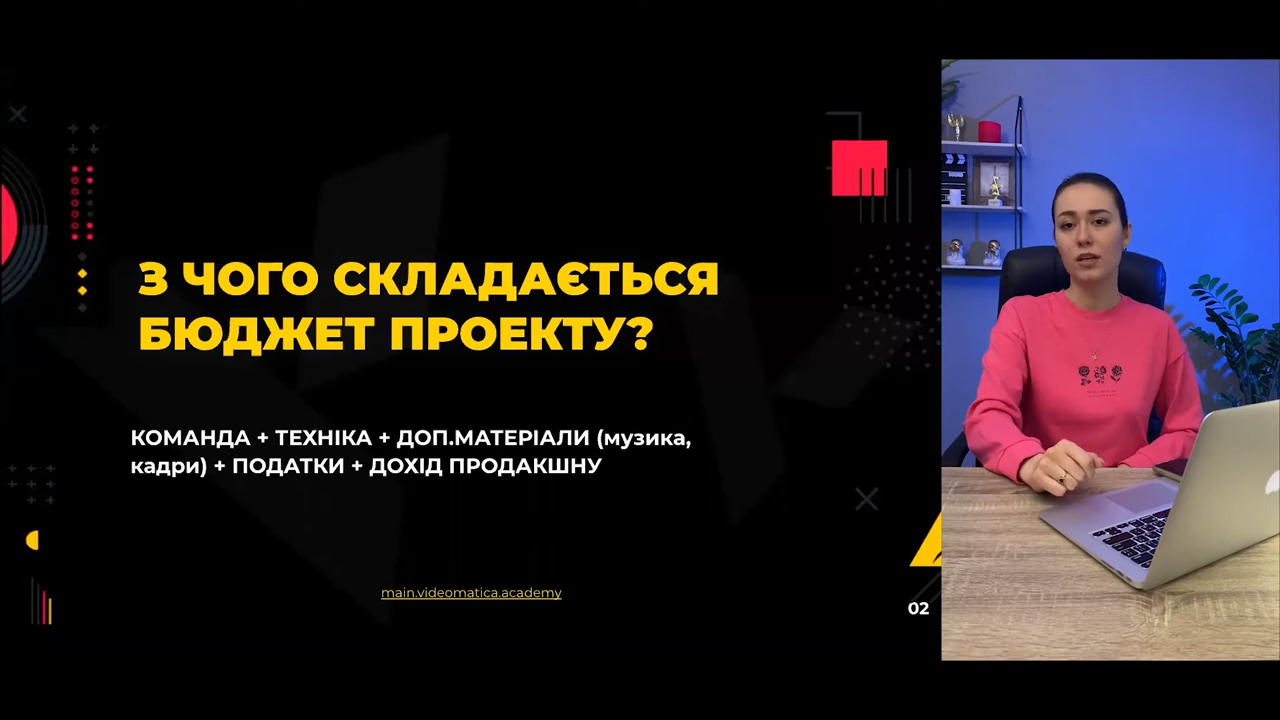 З ЧОГО СКЛАДАЄТЬСЯ
БЮДЖЕТ ПРОЕКТУ?
КОМАНДА + ТЕХНІКА + ДОП.МАТЕРІАЛИ (музика,
кадри) + ПОДАТКИ + ДОХІД ПРОДАКШНУ
main.videomatica.academy
02